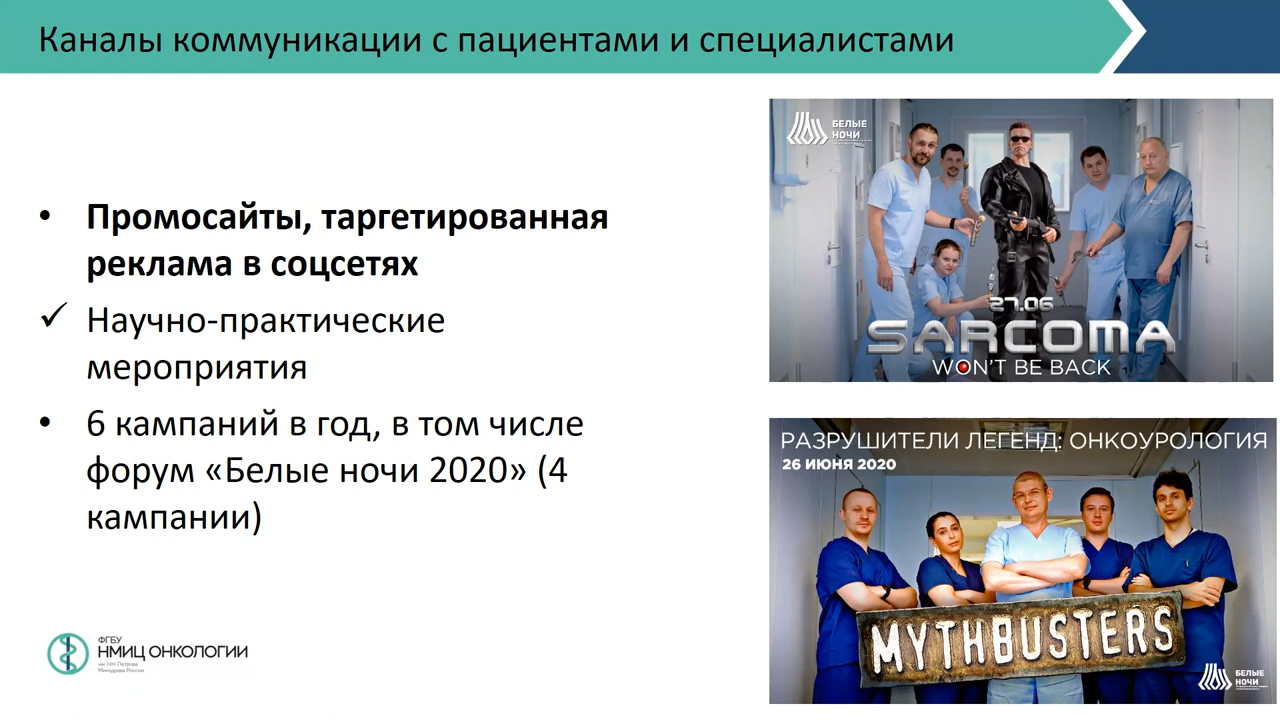 Каналы коммуникации с пациентами и специалистами
• Промосайты, таргетированная
реклама в соцсетях
✓ Научно-практические
мероприятия
• 6 кампаний в год, в том числе
форум «Белые ночи 2020» (4
кампании)
БЕЛЫЕ
НОЧИ
27.06
SARCOMA
WON'T BE BACK
РАЗРУШИТЕЛИ ЛЕГЕНД: ОНКОУРОЛОГИЯ
26 ИЮНЯ 2020
MYTHBUSTERS
БЕЛЫЕ
НОЧИ
ФГБУ
НМИЦ ОНКОЛОГИИ
им. Н.Н. Петрова
Минздрава России